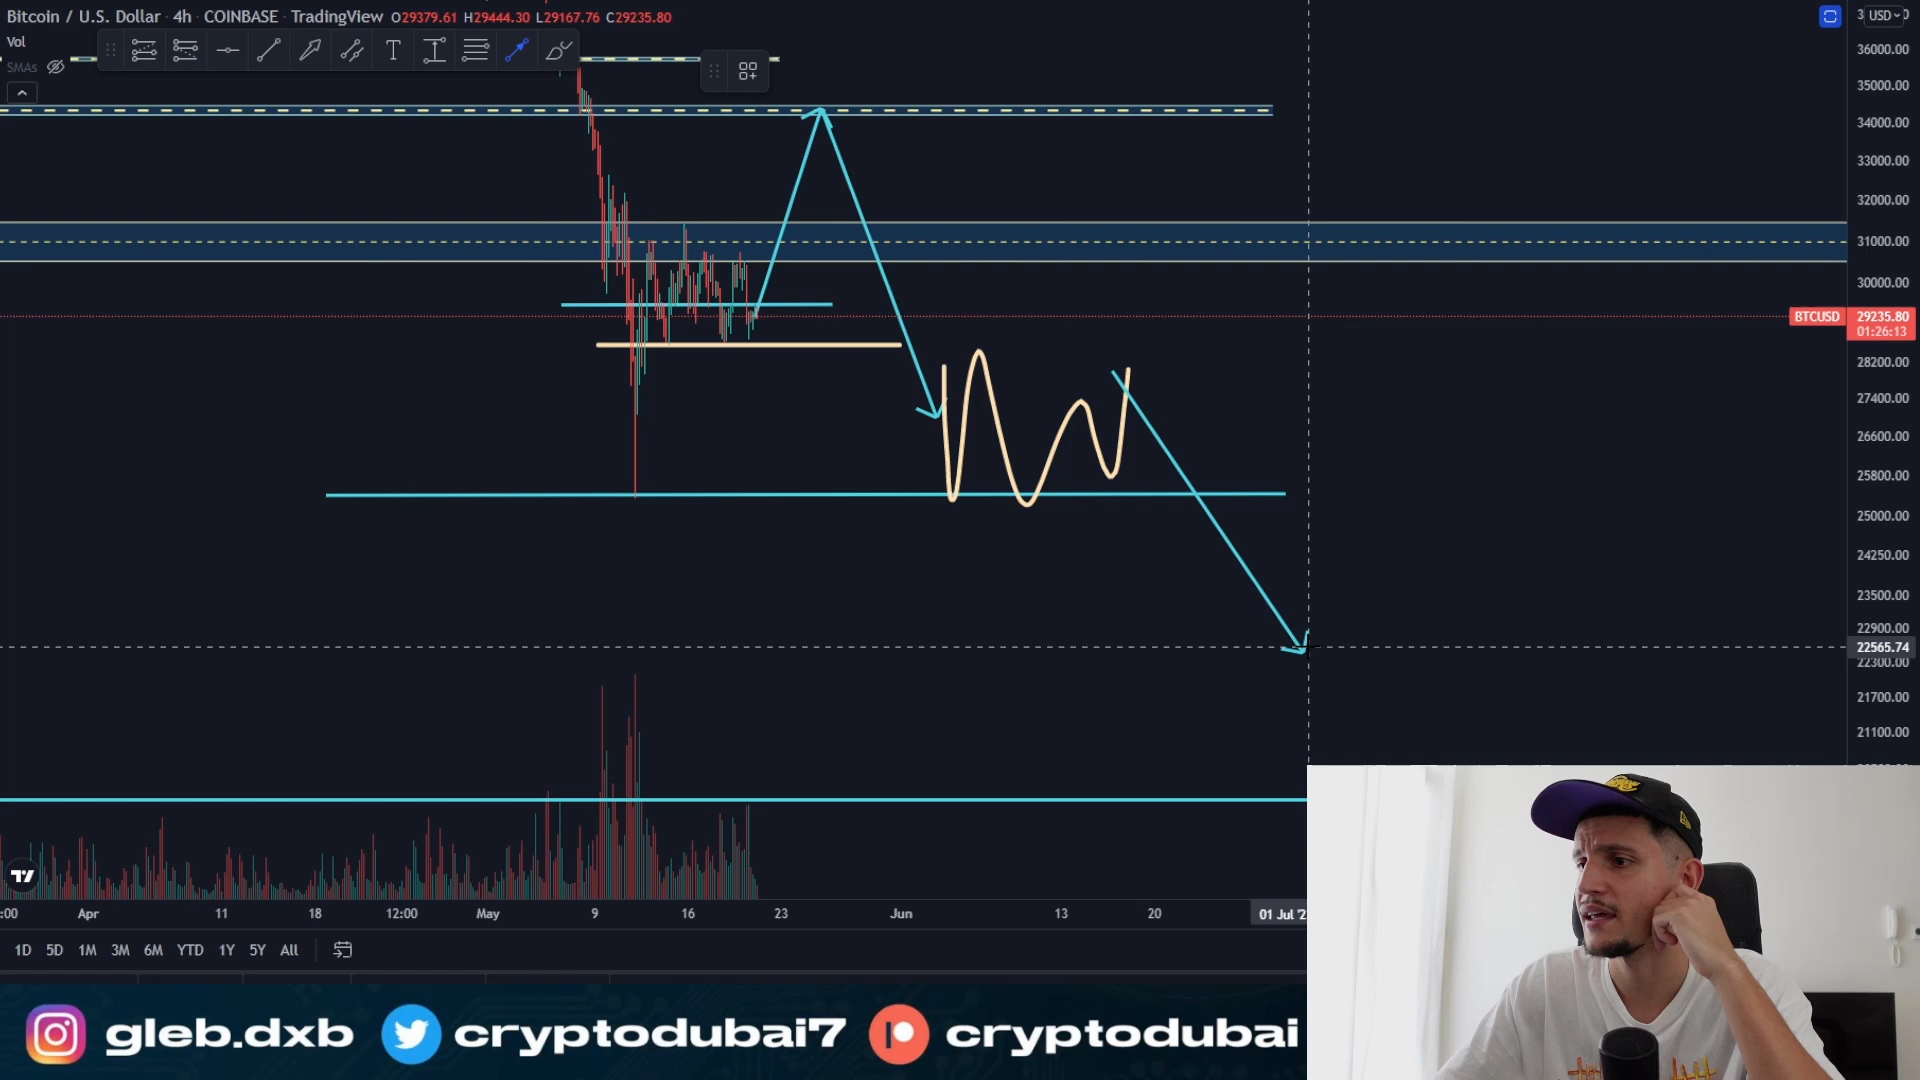 Bitcoin / U.S. Dollar · 4h · COINBASE · TradingView O29379.61 H29444.30 L29167.76 C29235.80
USD
Vol
SMAs
T
36000.00
35000.00
34000.00
33000.00
32000.00
31000.00
30000.00
BTCUSD 29235.80
01:26:13
28200.00
27400.00
26600.00
25800.00
25000.00
24250.00
23500.00
22900.00
22565.74
22300.00
21700.00
21100.00
:00 Apr 11 18 12:00 May 9 16 23 Jun 13 20 01 Jul '2
1D 5D 1M 3M 6M YTD 1Y 5Y All
gleb.dxb cryptodubai7 cryptodubai